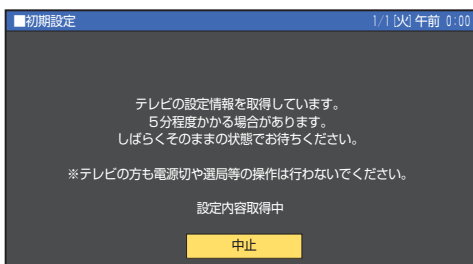 ■初期設定 1/1[火]午前 0:00
テレビの設定情報を取得しています。
5分程度かかる場合があります。
しばらくそのままの状態でお待ちください。
※テレビの方も電源切や選局等の操作は行わないでください。
設定内容取得中
中止